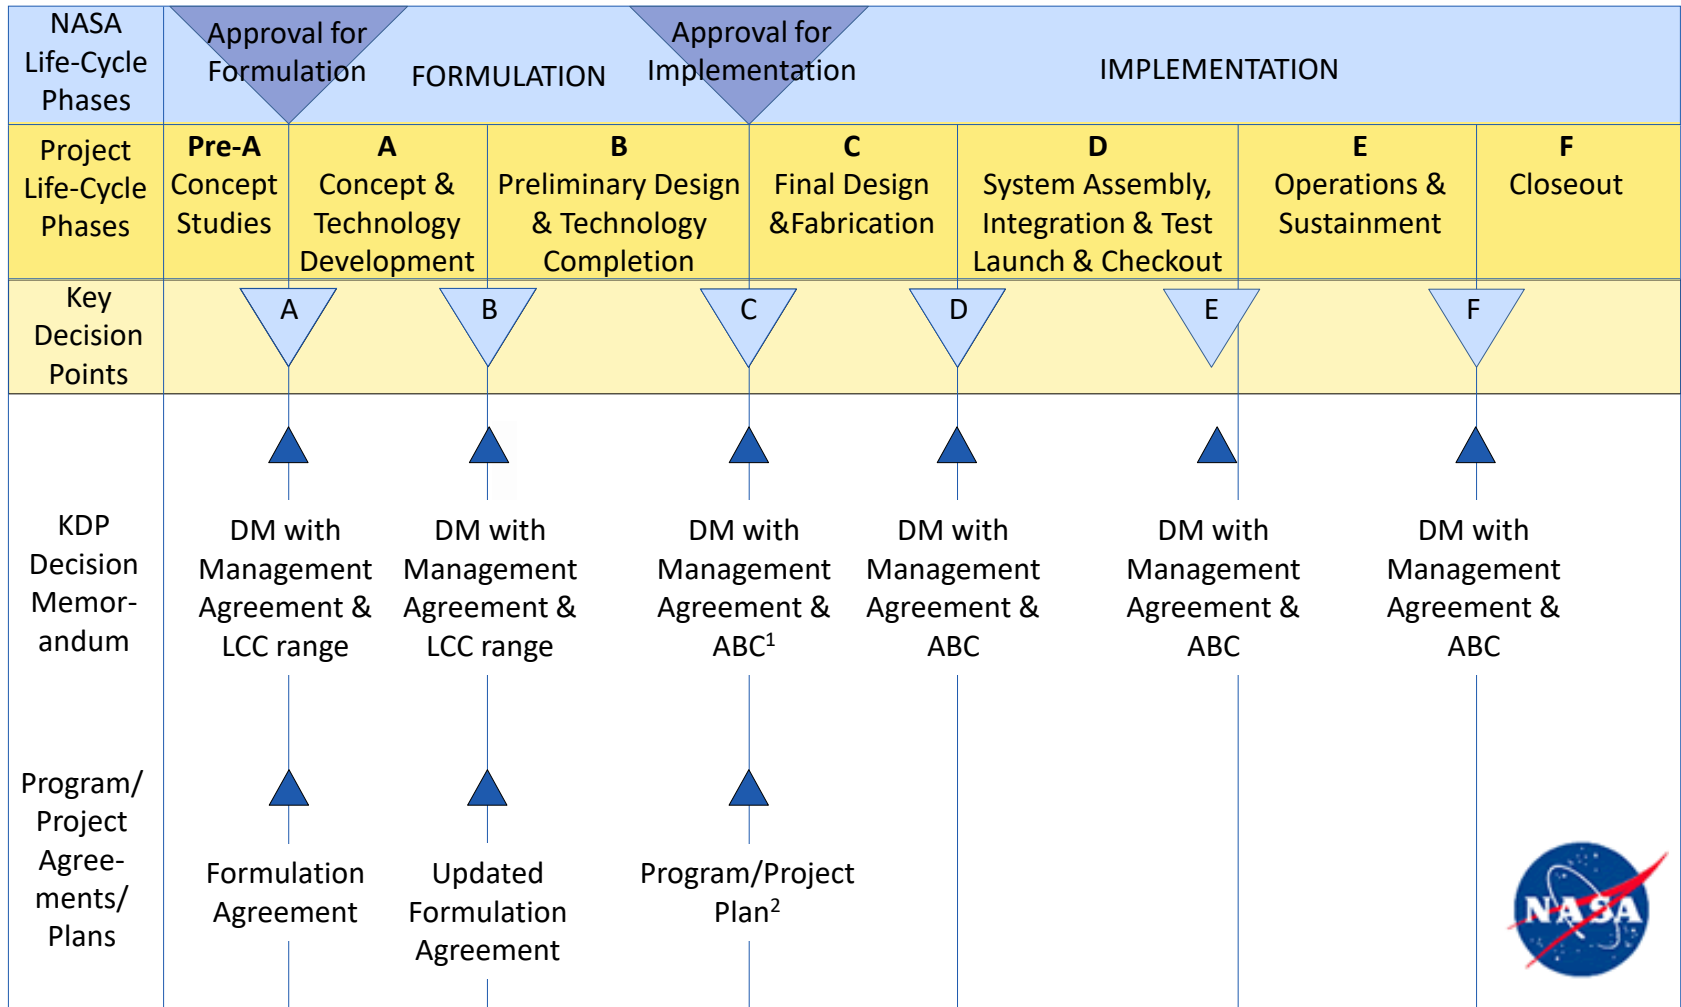 NASA
Life-Cycle
Phases
Approval for
Formulation
FORMULATION
Approval for
Implementation
IMPLEMENTATION
Project
Life-Cycle
Phases
Pre-A
Concept
Studies
A
Concept &
Technology
Development
B
Preliminary Design
& Technology
Completion
C
Final Design
&Fabrication
D
System Assembly,
Integration & Test
Launch & Checkout
E
Operations &
Sustainment
F
Closeout
Key
Decision
Points
A
B
C
D
E
F
KDP
Decision
Memor-
andum
DM with
Management
Agreement &
LCC range
DM with
Management
Agreement &
LCC range
DM with
Management
Agreement &
ABC¹
DM with
Management
Agreement &
ABC
DM with
Management
Agreement &
ABC
DM with
Management
Agreement &
ABC
Program/
Project
Agree-
ments/
Plans
Formulation
Agreement
Updated
Formulation
Agreement
Program/Project
Plan²
NASA